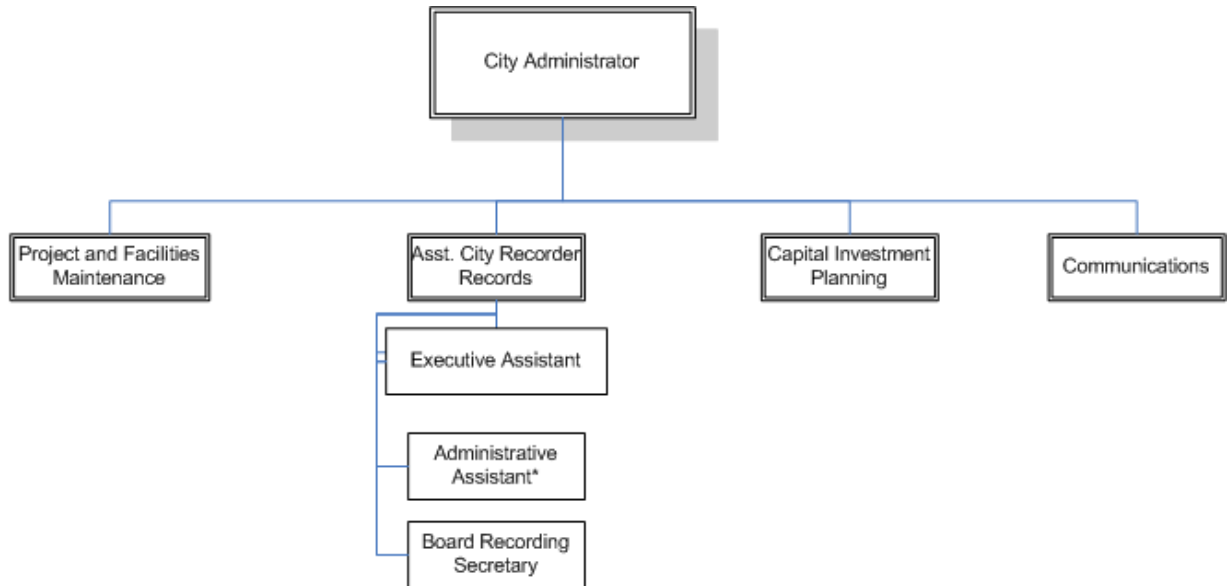 City Administrator
Project and Facilities
Maintenance
Asst. City Recorder
Records
Capital Investment
Planning
Communications
Executive Assistant
Administrative
Assistant*
Board Recording
Secretary